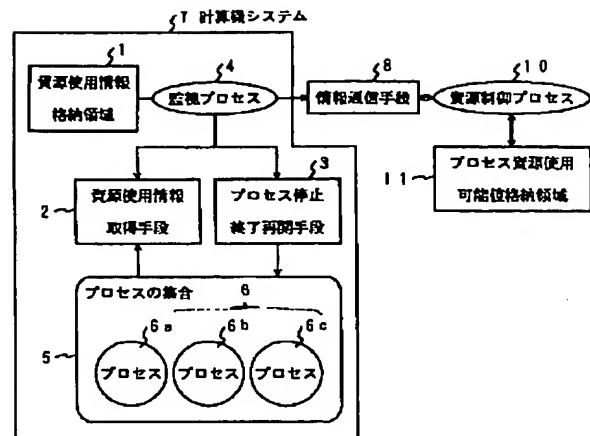 7 計算機システム
1
資源使用情報
格納領域
4
監視プロセス
8
情報通信手段
10
資源制御プロセス
11
プロセス資源使用
可能値格納領域
2
資源使用情報
取得手段
3
プロセス停止
終了再開手段
5
プロセスの集合
6
6a
プロセス
6b
プロセス
6c
プロセス